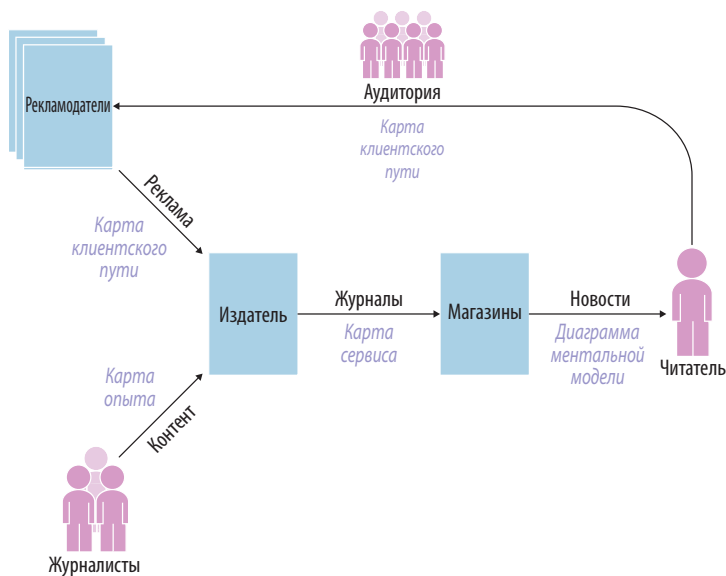 Аудитория
Рекламодатели
Карта
клиентского
пути
Реклама
Карта
клиентского
пути
Издатель
Журналы
Карта
сервиса
Магазины
Новости
Диаграмма
ментальной
модели
Читатель
Карта
опыта
Контент
Журналисты